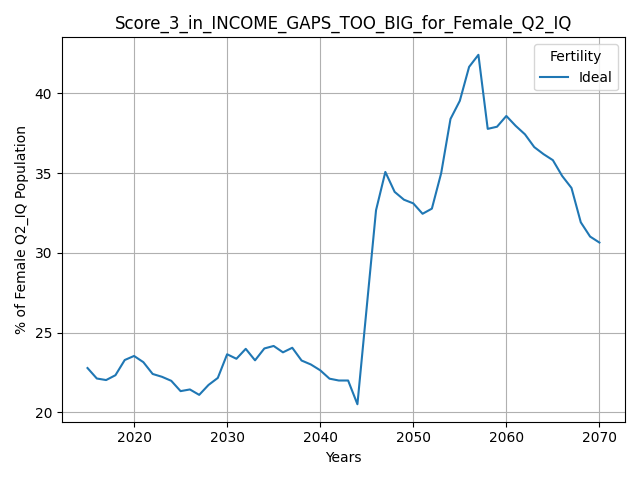 Score_3_in_INCOME_GAPS_TOO_BIG_for_Female_Q2_IQ
Fertility
Ideal
% of Female Q2_IQ Population
40
35
30
25
20
2020 2030 2040 2050 2060 2070
Years